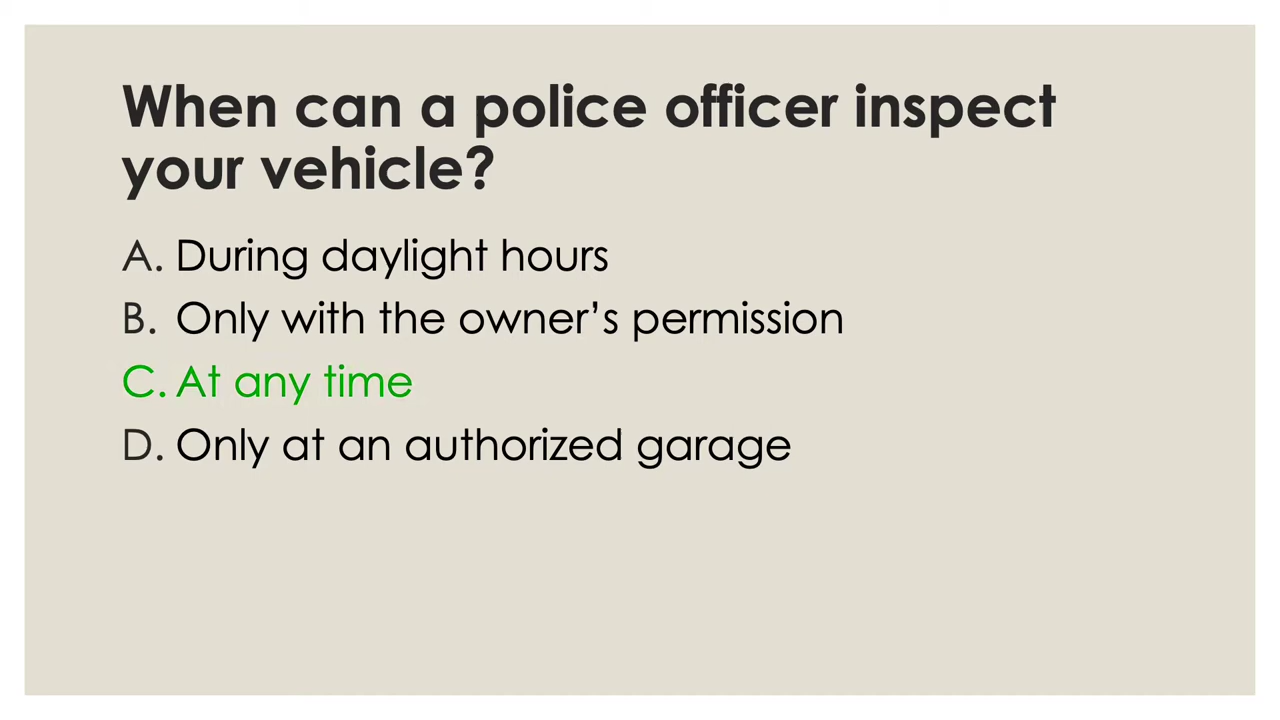 When can a police officer inspect
your vehicle?
A. During daylight hours
B. Only with the owner's permission
C. At any time
D. Only at an authorized garage